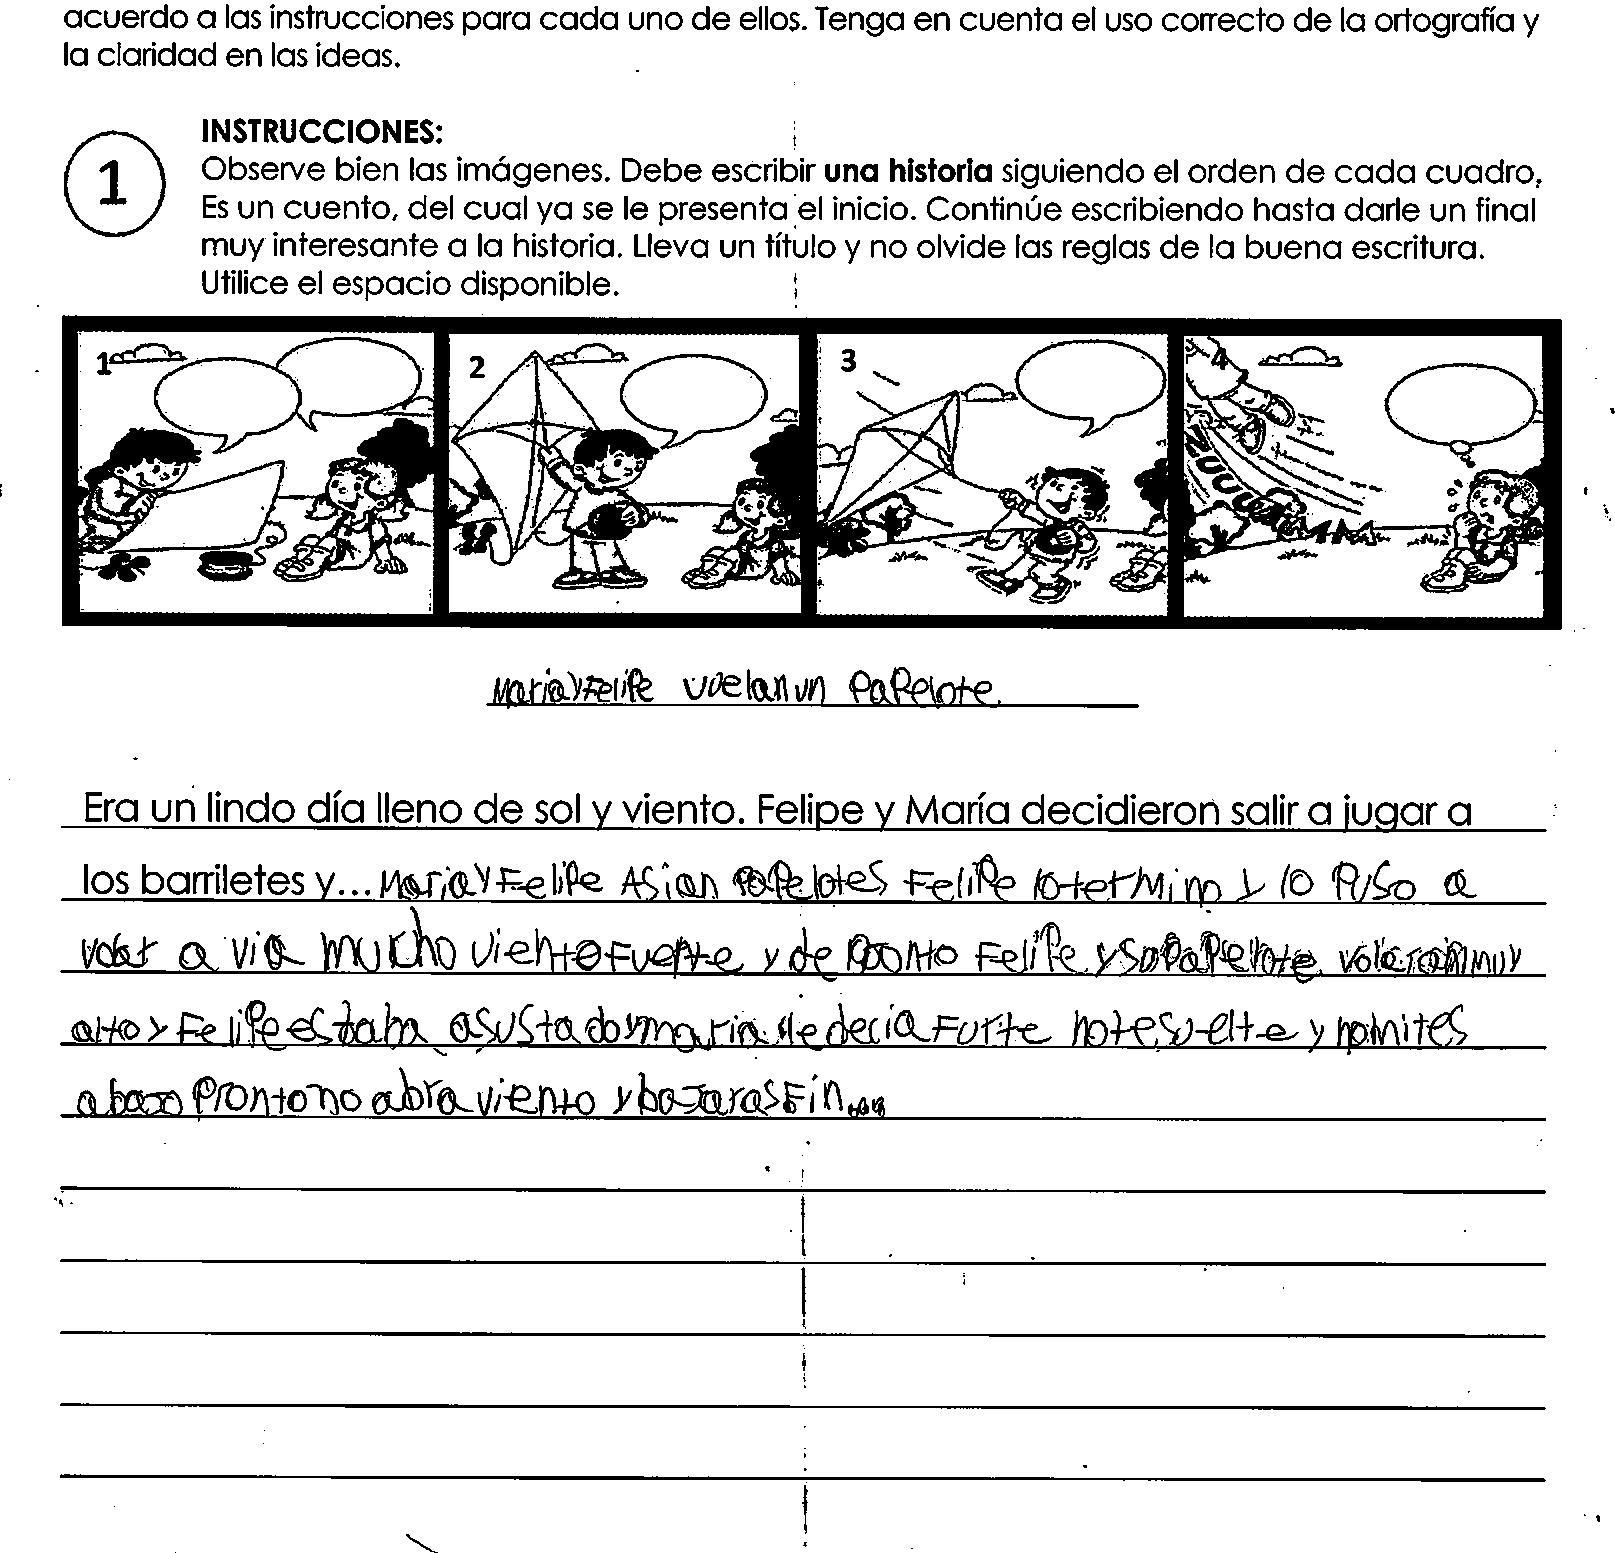 acuerdo a las instrucciones para cada uno de ellos. Tenga en cuenta el uso correcto de la ortografía y
la claridad en las ideas.
1
INSTRUCCIONES:
Observe bien las imágenes. Debe escribir una historia siguiendo el orden de cada cuadro.
Es un cuento, del cual ya se le presenta el inicio. Continúe escribiendo hasta darle un final
muy interesante a la historia. Lleva un título y no olvide las reglas de la buena escritura.
Utilice el espacio disponible.
1 2 3 4
ZUUUU
Maria y Felipe vuelan un Papelote.
Era un lindo día lleno de sol y viento. Felipe y María decidieron salir a jugar a
los barriletes y... Maria y Felipe Asian papelotes Felipe lo termino y lo puso a
volar a via mucho viento fuerte y de pronto Felipe y su papelote volaron muy
alto y Felipe estaba asustado y maria le decia Furte no te suelte y no mites
abajo pronto no abra viento y bajaras Fin...